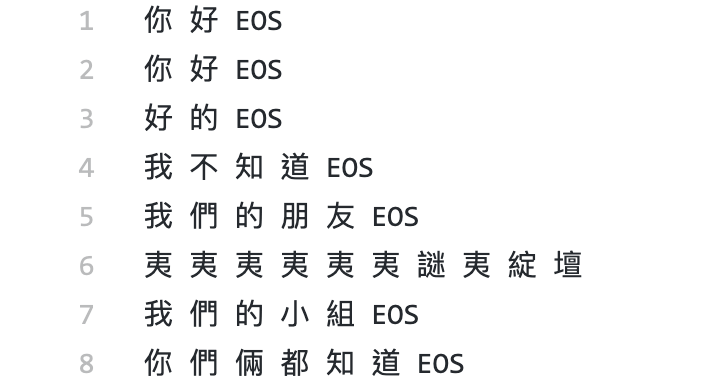 1 你 好 EOS
2 你 好 EOS
3 好 的 EOS
4 我 不 知 道 EOS
5 我 們 的 朋 友 EOS
6 夷 夷 夷 夷 夷 夷 謎 夷 綻 壇
7 我 們 的 小 組 EOS
8 你 們 倆 都 知 道 EOS